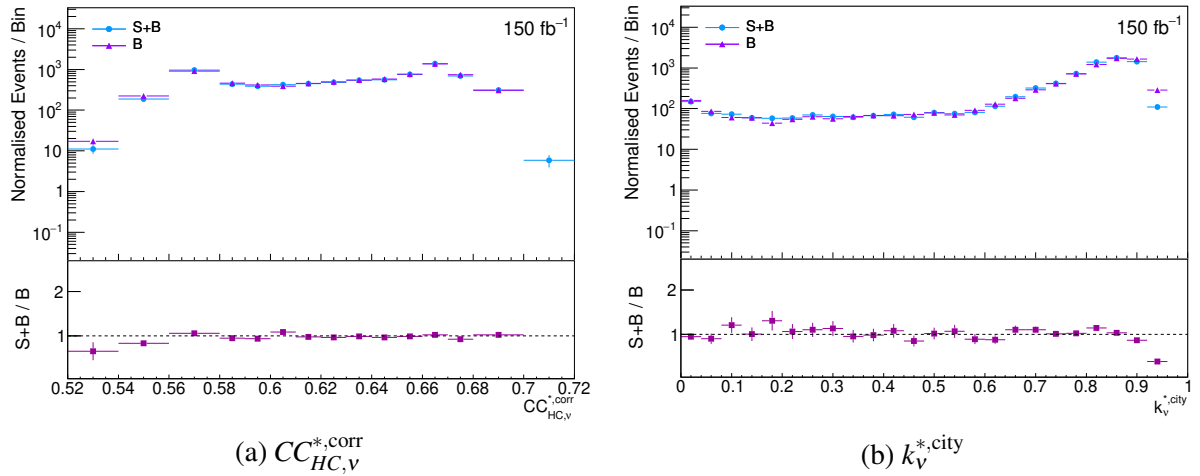 Normalised Events / Bin
10⁴
10³
10²
10
1
10⁻¹
S+B
B
150 fb⁻¹
S+B / B
2
1
0.52 0.54 0.56 0.58 0.6 0.62 0.64 0.66 0.68 0.7 0.72
CC*,corr HC,ν
(a) CC*,corr HC,ν
Normalised Events / Bin
10⁴
10³
10²
10
1
10⁻¹
S+B
B
150 fb⁻¹
S+B / B
2
1
0 0.1 0.2 0.3 0.4 0.5 0.6 0.7 0.8 0.9 1
k*,city ν
(b) k*,city ν